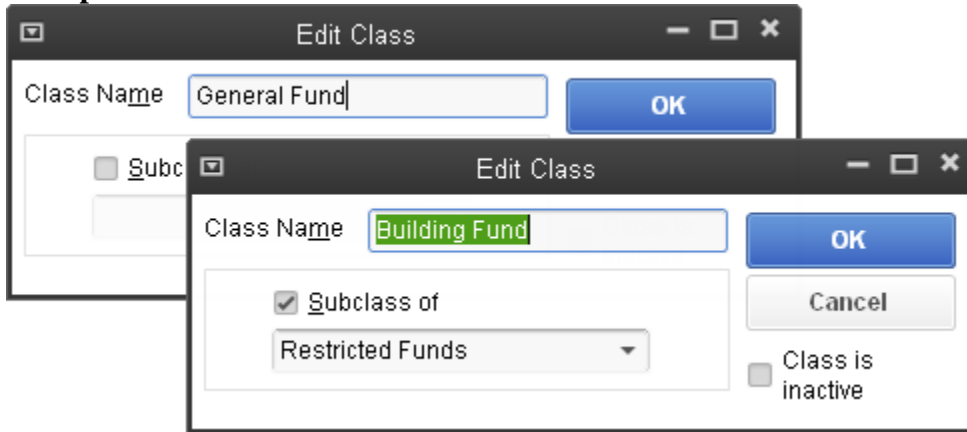 Edit Class
Class Name General Fund
OK
Subc
Edit Class
Class Name Building Fund
OK
Subclass of
Cancel
Restricted Funds
Class is
inactive